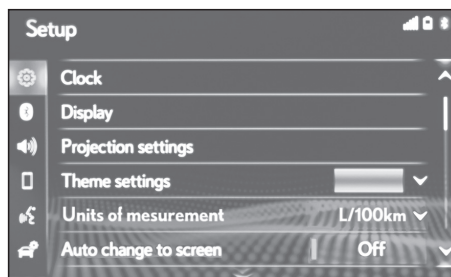 Setup
Clock
Display
Projection settings
Theme settings
Units of mesurement L/100km
Auto change to screen Off